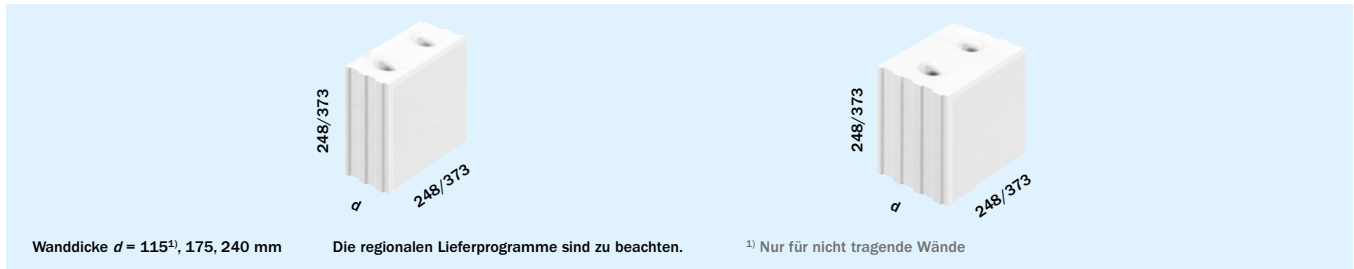 248/373
d
248/373
248/373
d
248/373
Wanddicke d = 115¹⁾, 175, 240 mm
Die regionalen Lieferprogramme sind zu beachten.
¹⁾ Nur für nicht tragende Wände